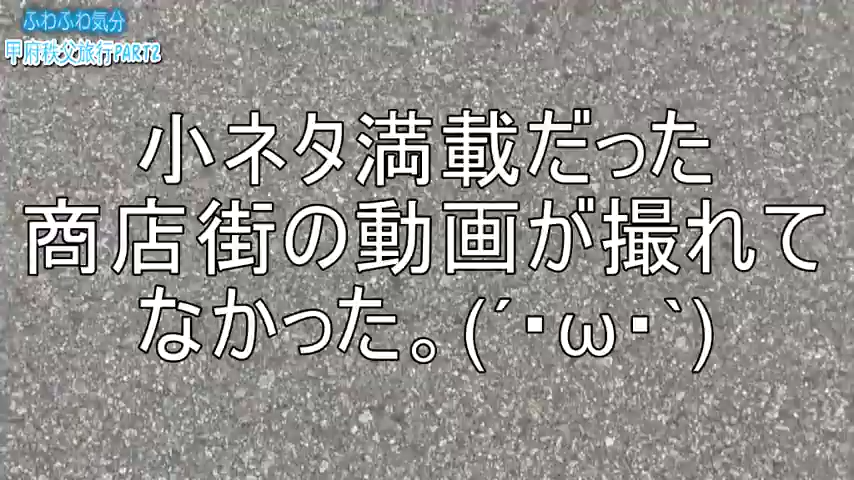 ふわふわ気分
甲府秩父旅行PART2
小ネタ満載だった
商店街の動画が撮れて
なかった。(´・ω・`)